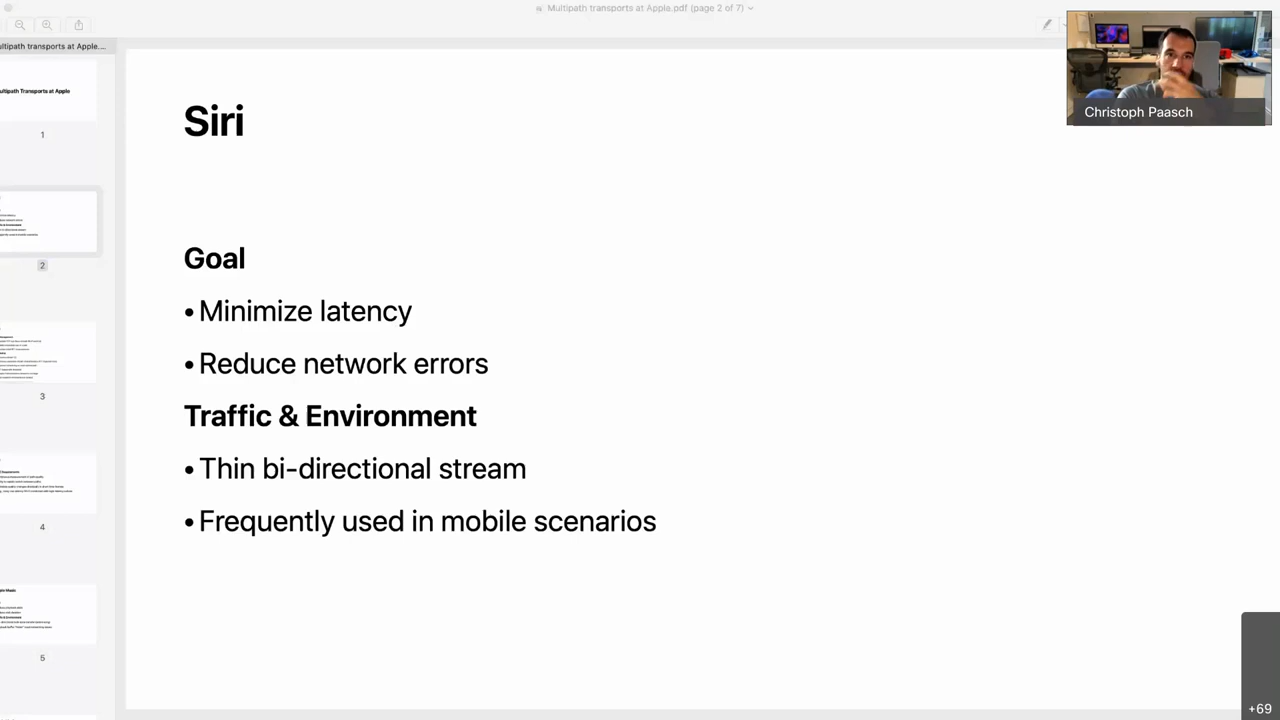 Multipath transports at Apple.pdf (page 2 of 7)
ultipath transports at Apple....
ultipath Transports at Apple
1
2
3
4
5
Siri
Goal
• Minimize latency
• Reduce network errors
Traffic & Environment
• Thin bi-directional stream
• Frequently used in mobile scenarios
Christoph Paasch
+69